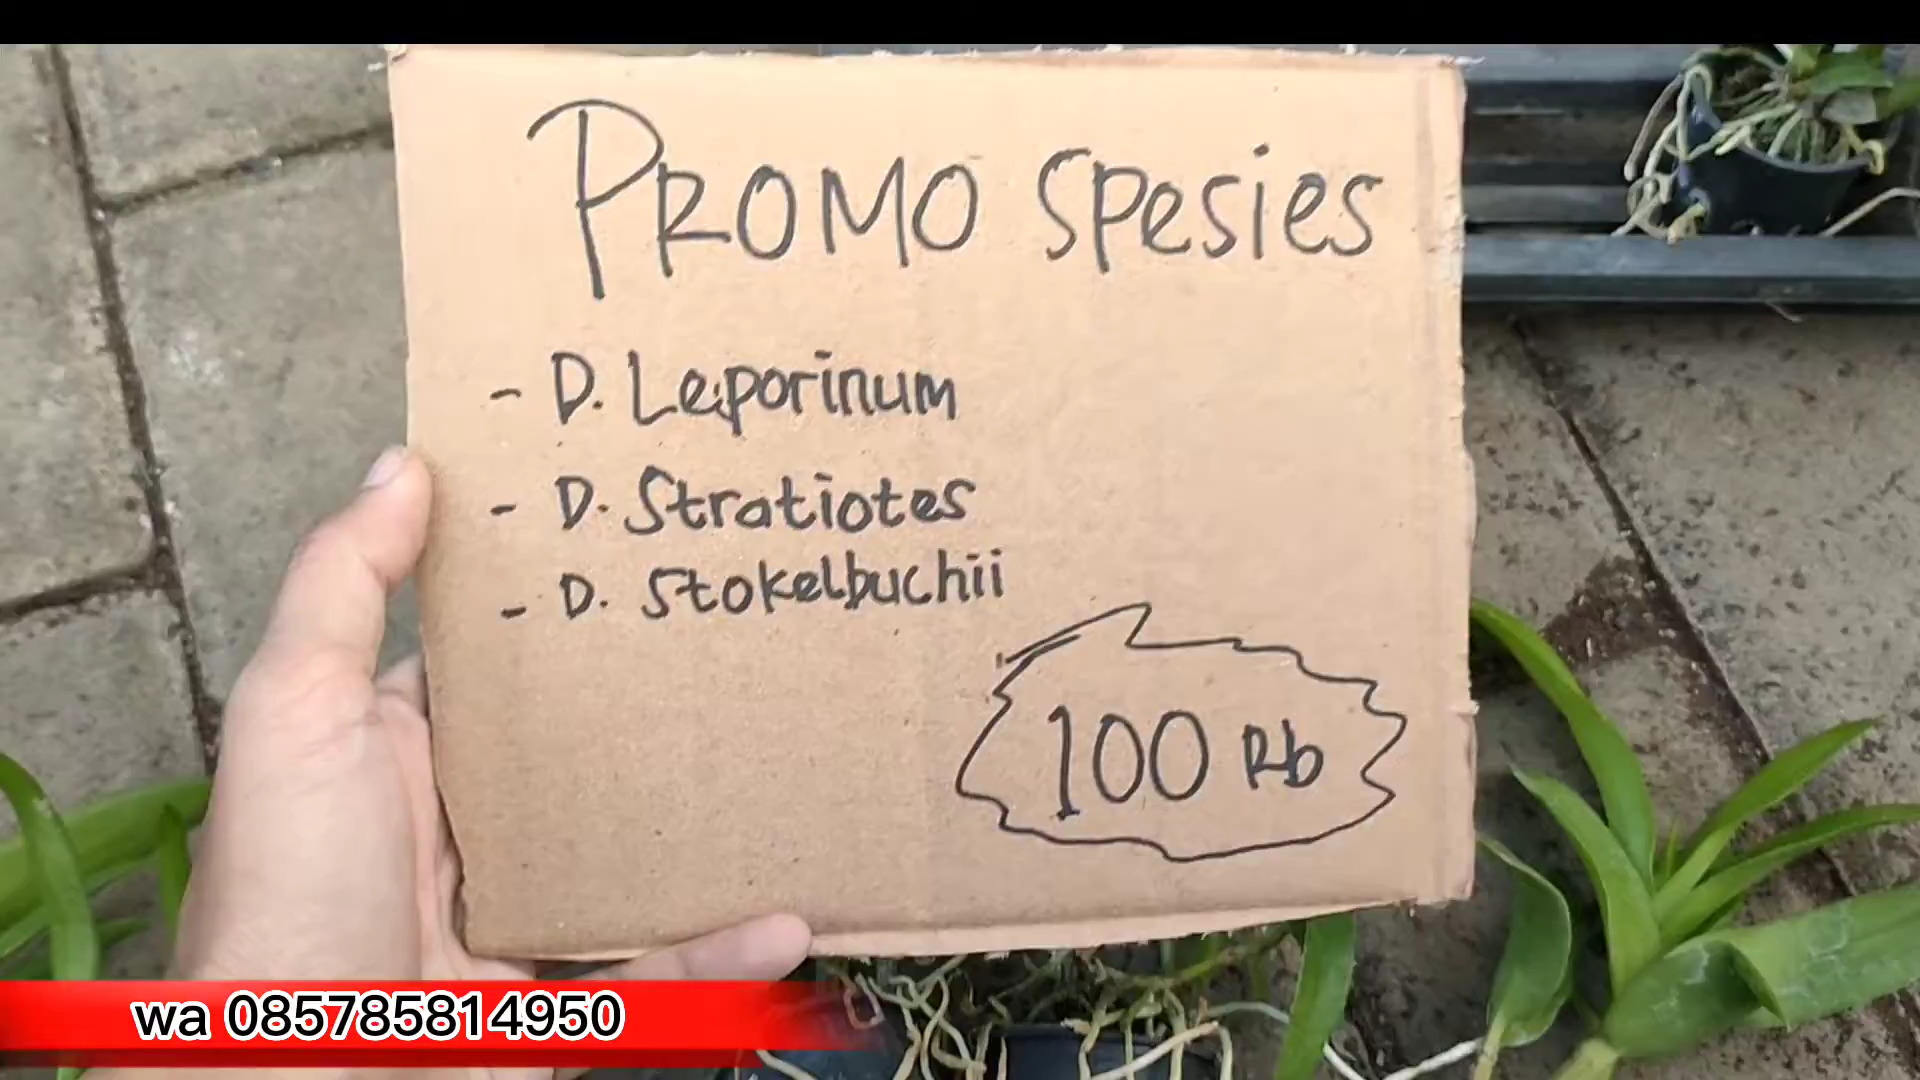 PROMO SPESIES
- D. Leporinum
- D. Stratiotes
- D. Stokelbuchii
100 Rb
wa 085785814950